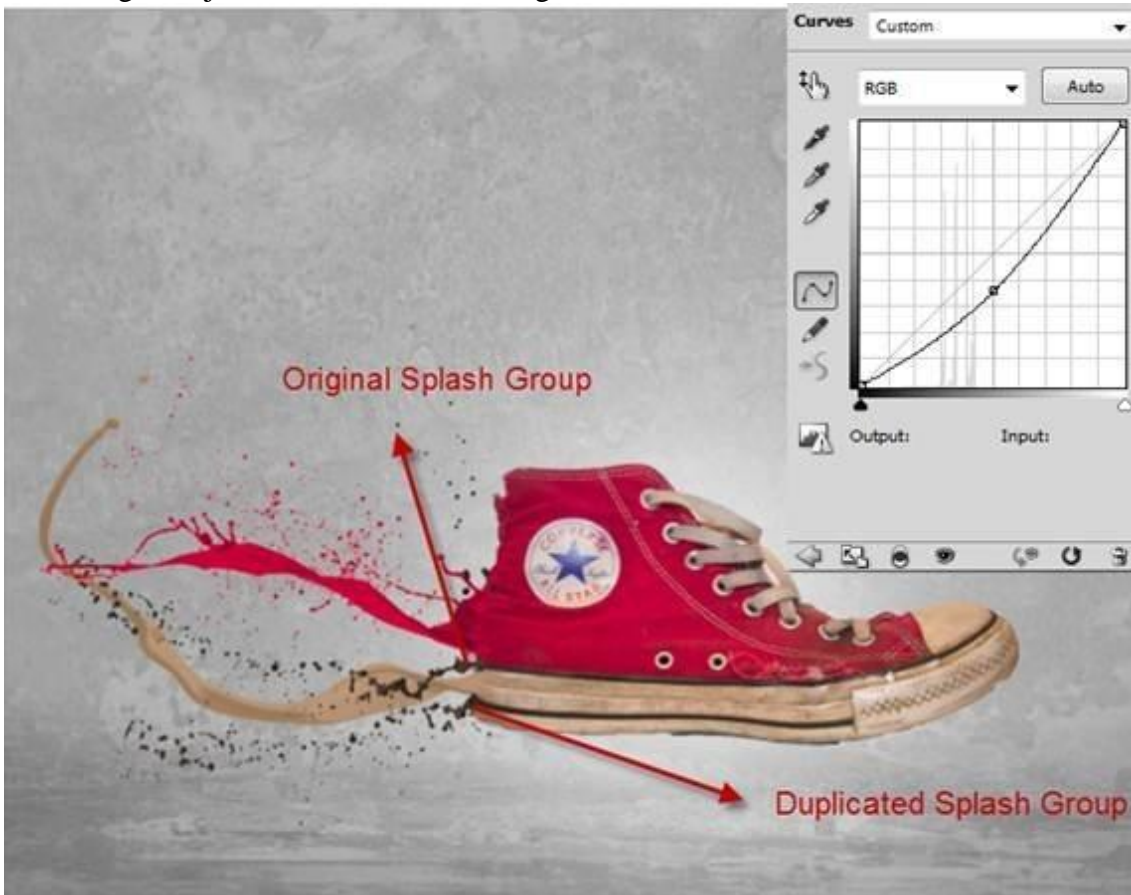 Curves Custom
RGB Auto
Output: Input:
Original Splash Group
CONVERSE
ALL STAR
Duplicated Splash Group